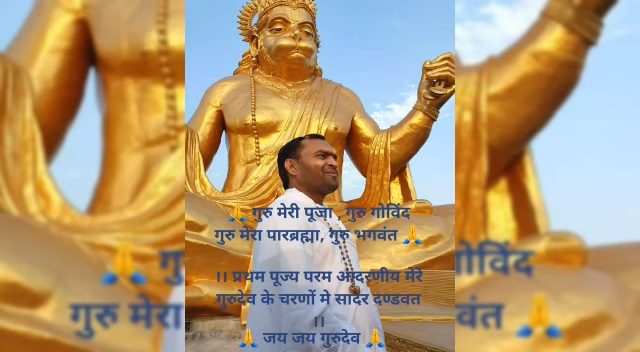 🙏 गुरु मेरी पूजा , गुरु गोविंद
गुरु मेरा पारब्रह्मा, गुरु भगवंत 🙏
।। प्रथम पूज्य परम आदरणीय मेरे
गुरुदेव के चरणों मे सादर दण्डवत
।।
🙏 जय जय गुरुदेव 🙏